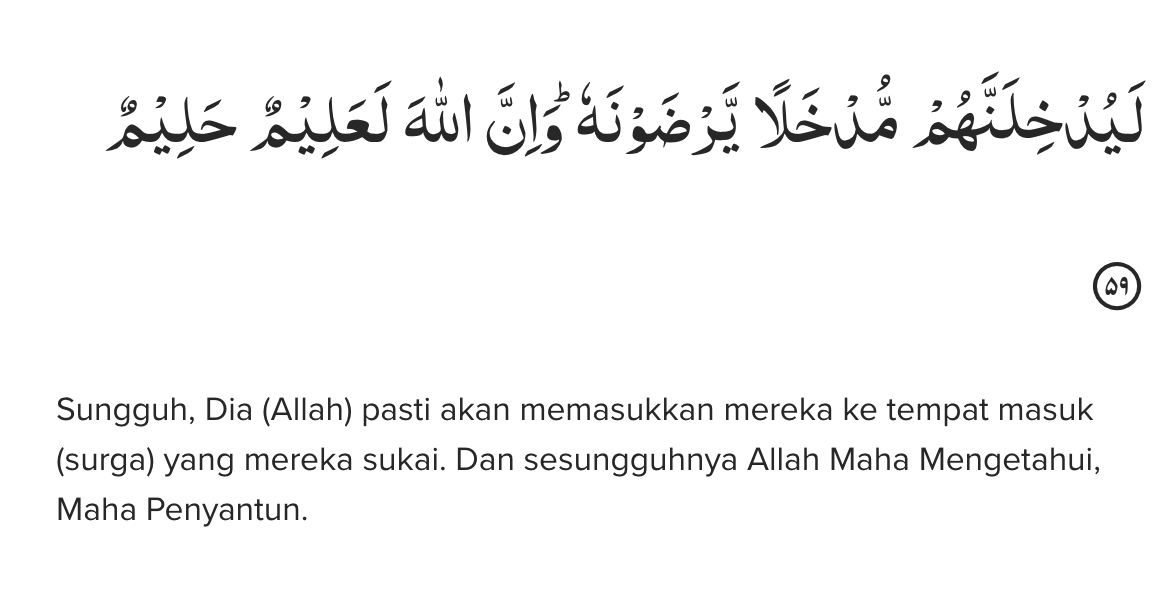 لَيُدْخِلَنَّهُمْ مُّدْخَلًا يَّرْضَوْنَهٗ ۗوَاِنَّ اللّٰهَ لَعَلِيْمٌ حَلِيْمٌ
۵۹
Sungguh, Dia (Allah) pasti akan memasukkan mereka ke tempat masuk
(surga) yang mereka sukai. Dan sesungguhnya Allah Maha Mengetahui,
Maha Penyantun.